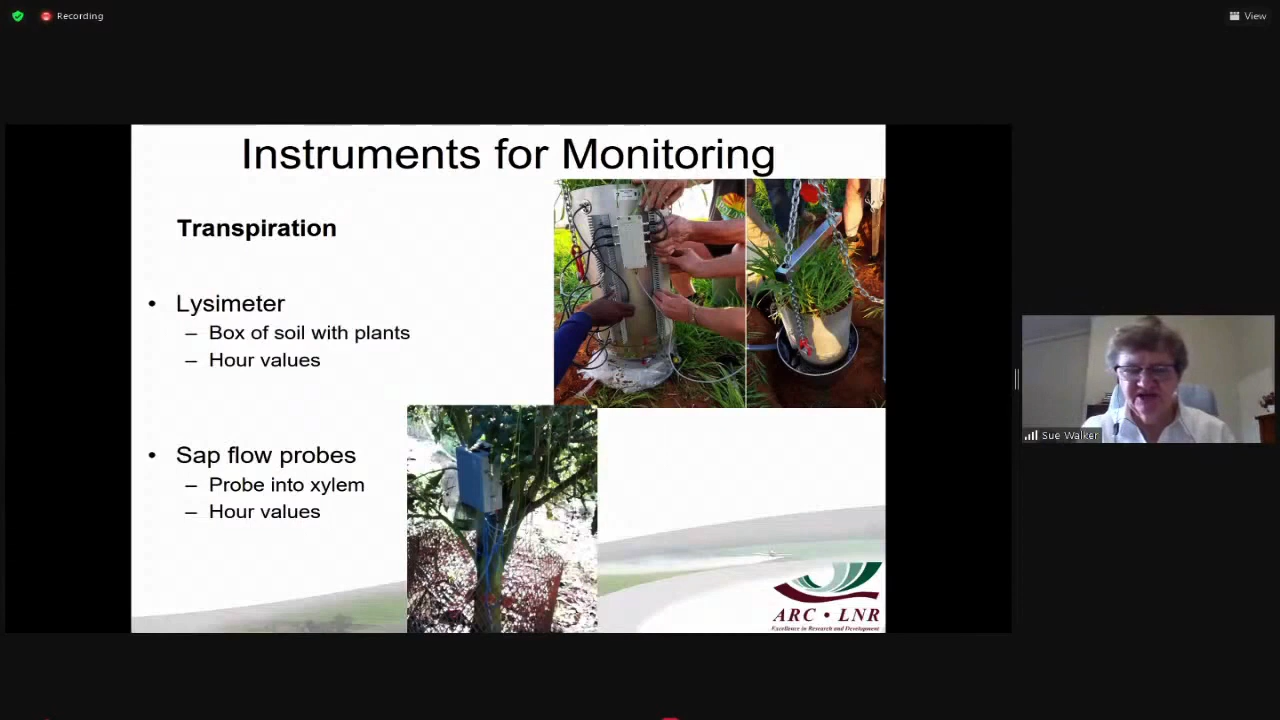 Recording
View
Instruments for Monitoring
Transpiration
• Lysimeter
– Box of soil with plants
– Hour values
• Sap flow probes
– Probe into xylem
– Hour values
ARC • LNR
Excellence in Research and Development
Sue Walker